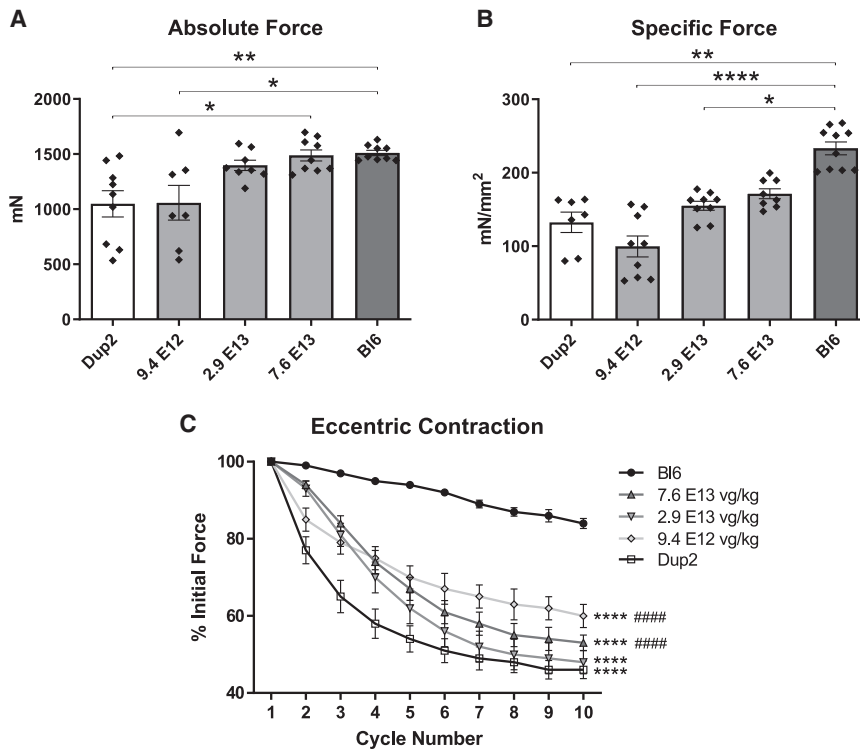 A
Absolute Force
**
*
*
2000
1500
1000
500
0
mN
Dup2
9.4 E12
2.9 E13
7.6 E13
Bl6
B
Specific Force
**
****
*
300
200
100
0
mN/mm²
Dup2
9.4 E12
2.9 E13
7.6 E13
Bl6
C
Eccentric Contraction
100
80
60
40
% Initial Force
1 2 3 4 5 6 7 8 9 10
Cycle Number
Bl6
7.6 E13 vg/kg
2.9 E13 vg/kg
9.4 E12 vg/kg
Dup2
**** ####
**** ####
****
****